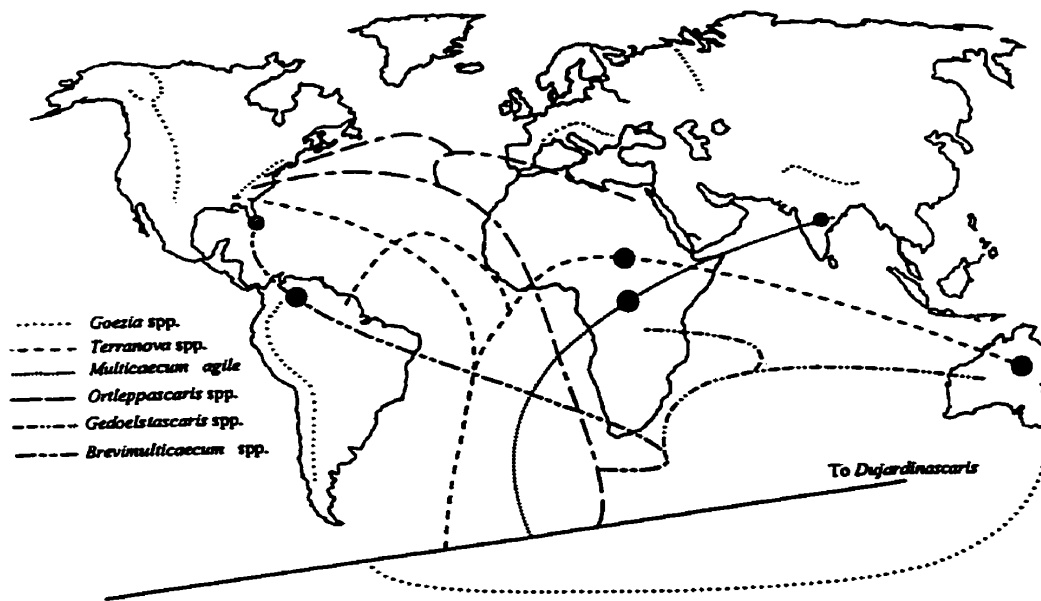 Goezia spp.
Terranova spp.
Multicaecum agile
Ortleppascaris spp.
Gedoelstascaris spp.
Brevimulticaecum spp.
To Dujardinascaris